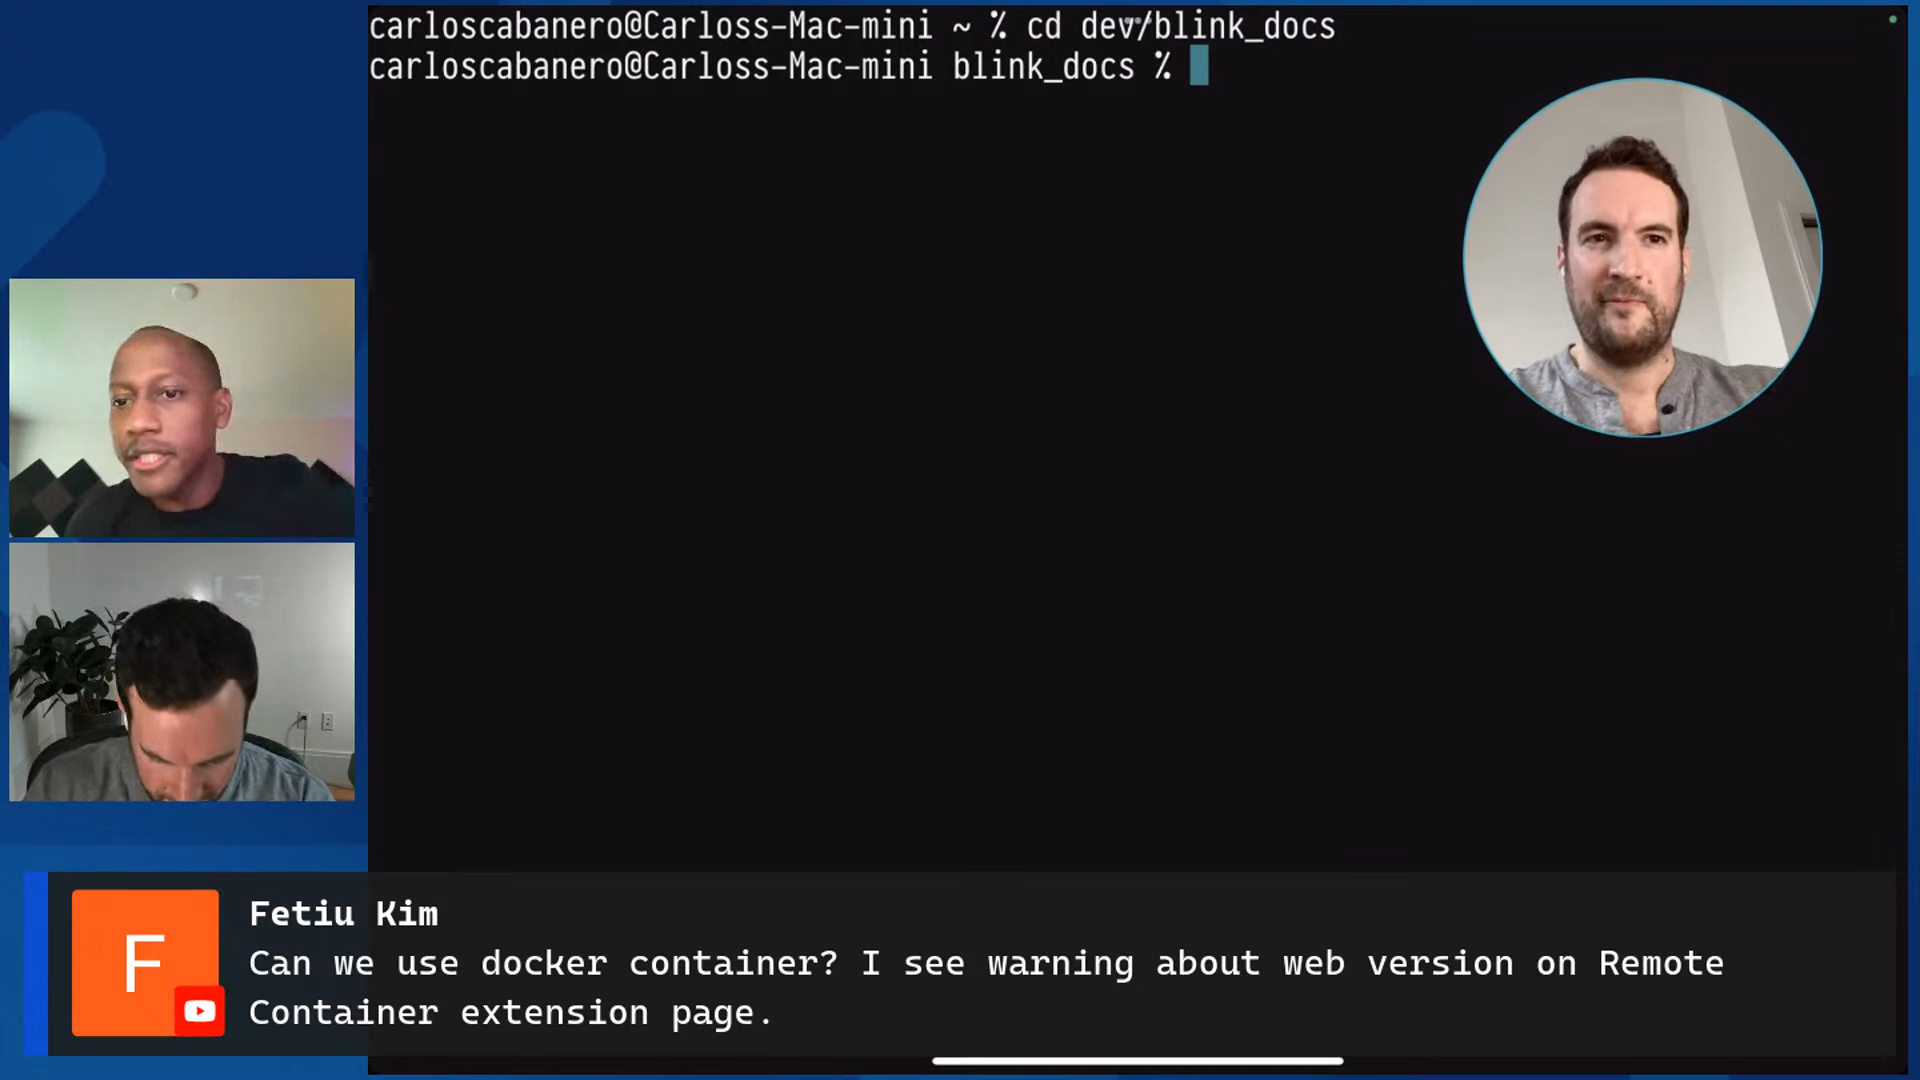 carloscabanero@Carloss-Mac-mini ~ % cd dev/blink_docs
carloscabanero@Carloss-Mac-mini blink_docs %
F
Fetiu Kim
Can we use docker container? I see warning about web version on Remote
Container extension page.